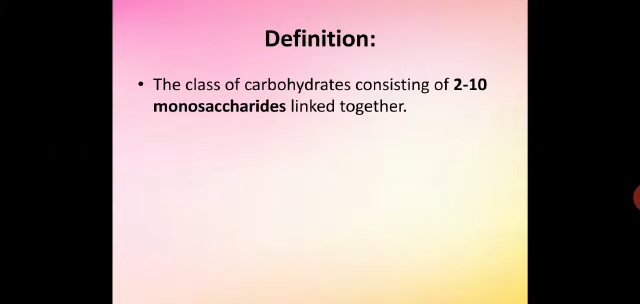 Definition:
• The class of carbohydrates consisting of 2-10
monosaccharides linked together.